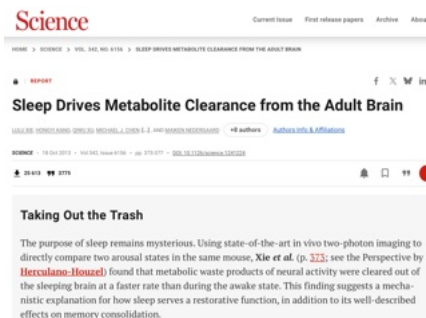 Science
Current Issue First release papers Archive Abou
HOME > SCIENCE > VOL. 342, NO. 6156 > SLEEP DRIVES METABOLITE CLEARANCE FROM THE ADULT BRAIN
REPORT
Sleep Drives Metabolite Clearance from the Adult Brain
LULU XIE, HONGYI KANG, QIWU XU, MICHAEL J. CHEN, [...], AND MAIKEN NEDERGAARD +8 authors Authors Info & Affiliations
SCIENCE · 18 Oct 2013 · Vol 342, Issue 6156 · pp. 373-377 · DOI: 10.1126/science.1241224
25 613 3775
Taking Out the Trash
The purpose of sleep remains mysterious. Using state-of-the-art in vivo two-photon imaging to
directly compare two arousal states in the same mouse, Xie et al. (p. 373; see the Perspective by
Herculano-Houzel) found that metabolic waste products of neural activity were cleared out of
the sleeping brain at a faster rate than during the awake state. This finding suggests a mecha-
nistic explanation for how sleep serves a restorative function, in addition to its well-described
effects on memory consolidation.